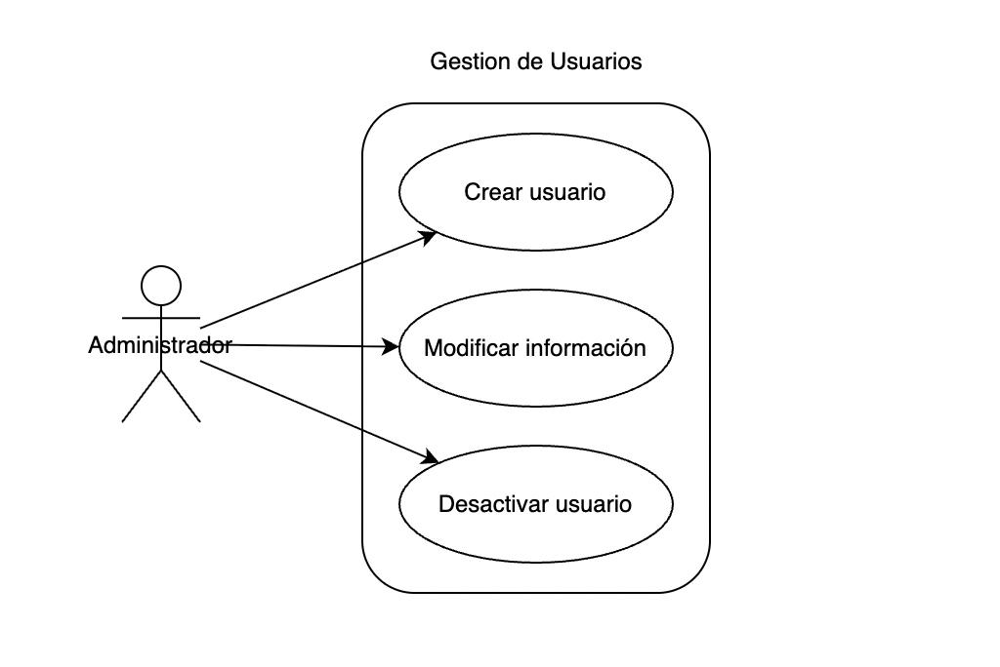 Gestion de Usuarios
Crear usuario
Administrador
Modificar información
Desactivar usuario